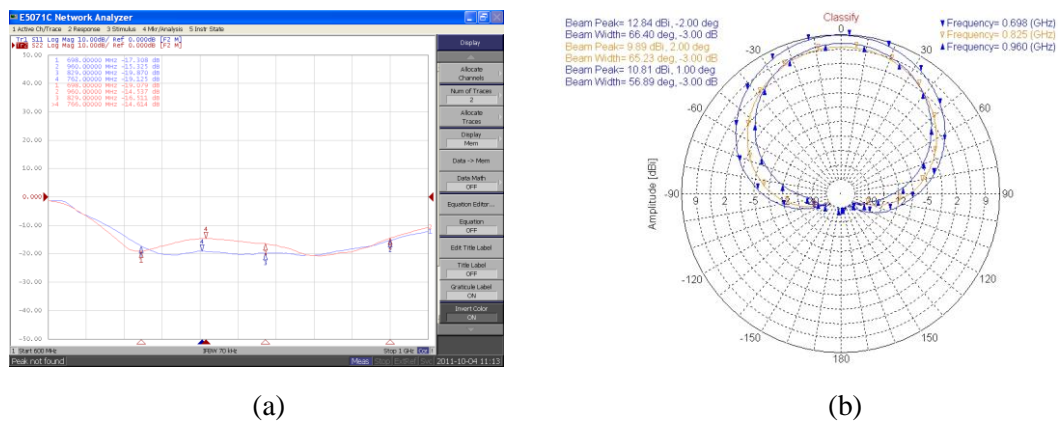 E5071C Network Analyzer
1 Active Ch/Trace 2 Response 3 Stimulus 4 Mkr/Analysis 5 Instr State
Tr1 S11 Log Mag 10.00dB/ Ref 0.000dB [F2 M]
Tr2 S22 Log Mag 10.00dB/ Ref 0.000dB [F2 M]
50.00
1 698.00000 MHz -17.308 dB
2 960.00000 MHz -15.325 dB
3 829.00000 MHz -19.870 dB
4 762.00000 MHz -19.125 dB
1 698.00000 MHz -19.079 dB
2 960.00000 MHz -14.537 dB
3 829.00000 MHz -16.511 dB
>4 766.00000 MHz -14.614 dB
40.00
30.00
20.00
10.00
0.000
-10.00
-20.00
-30.00
-40.00
-50.00
1 Start 600 MHz
IFBW 70 kHz
Stop 1 GHz Cor
Peak not found
Meas Stop ExtRef Svc 2011-10-04 11:13
Display
Allocate
Channels
Num of Traces
2
Allocate
Traces
Display
Mem
Data -> Mem
Data Math
OFF
Equation Editor...
Equation
OFF
Edit Title Label
Title Label
OFF
Graticule Label
ON
Invert Color
ON
(a)
Beam Peak= 12.84 dBi, -2.00 deg
Beam Width= 66.40 deg, -3.00 dB
Beam Peak= 9.89 dBi, 2.00 deg
Beam Width= 65.23 deg, -3.00 dB
Beam Peak= 10.81 dBi, 1.00 deg
Beam Width= 56.89 deg, -3.00 dB
Classify
Frequency= 0.698 (GHz)
Frequency= 0.825 (GHz)
Frequency= 0.960 (GHz)
0
-30
30
-60
60
Amplitude [dBi]
-90
9
2
-5
-12
-12
-5
2
9
90
-120
120
-150
150
180
(b)